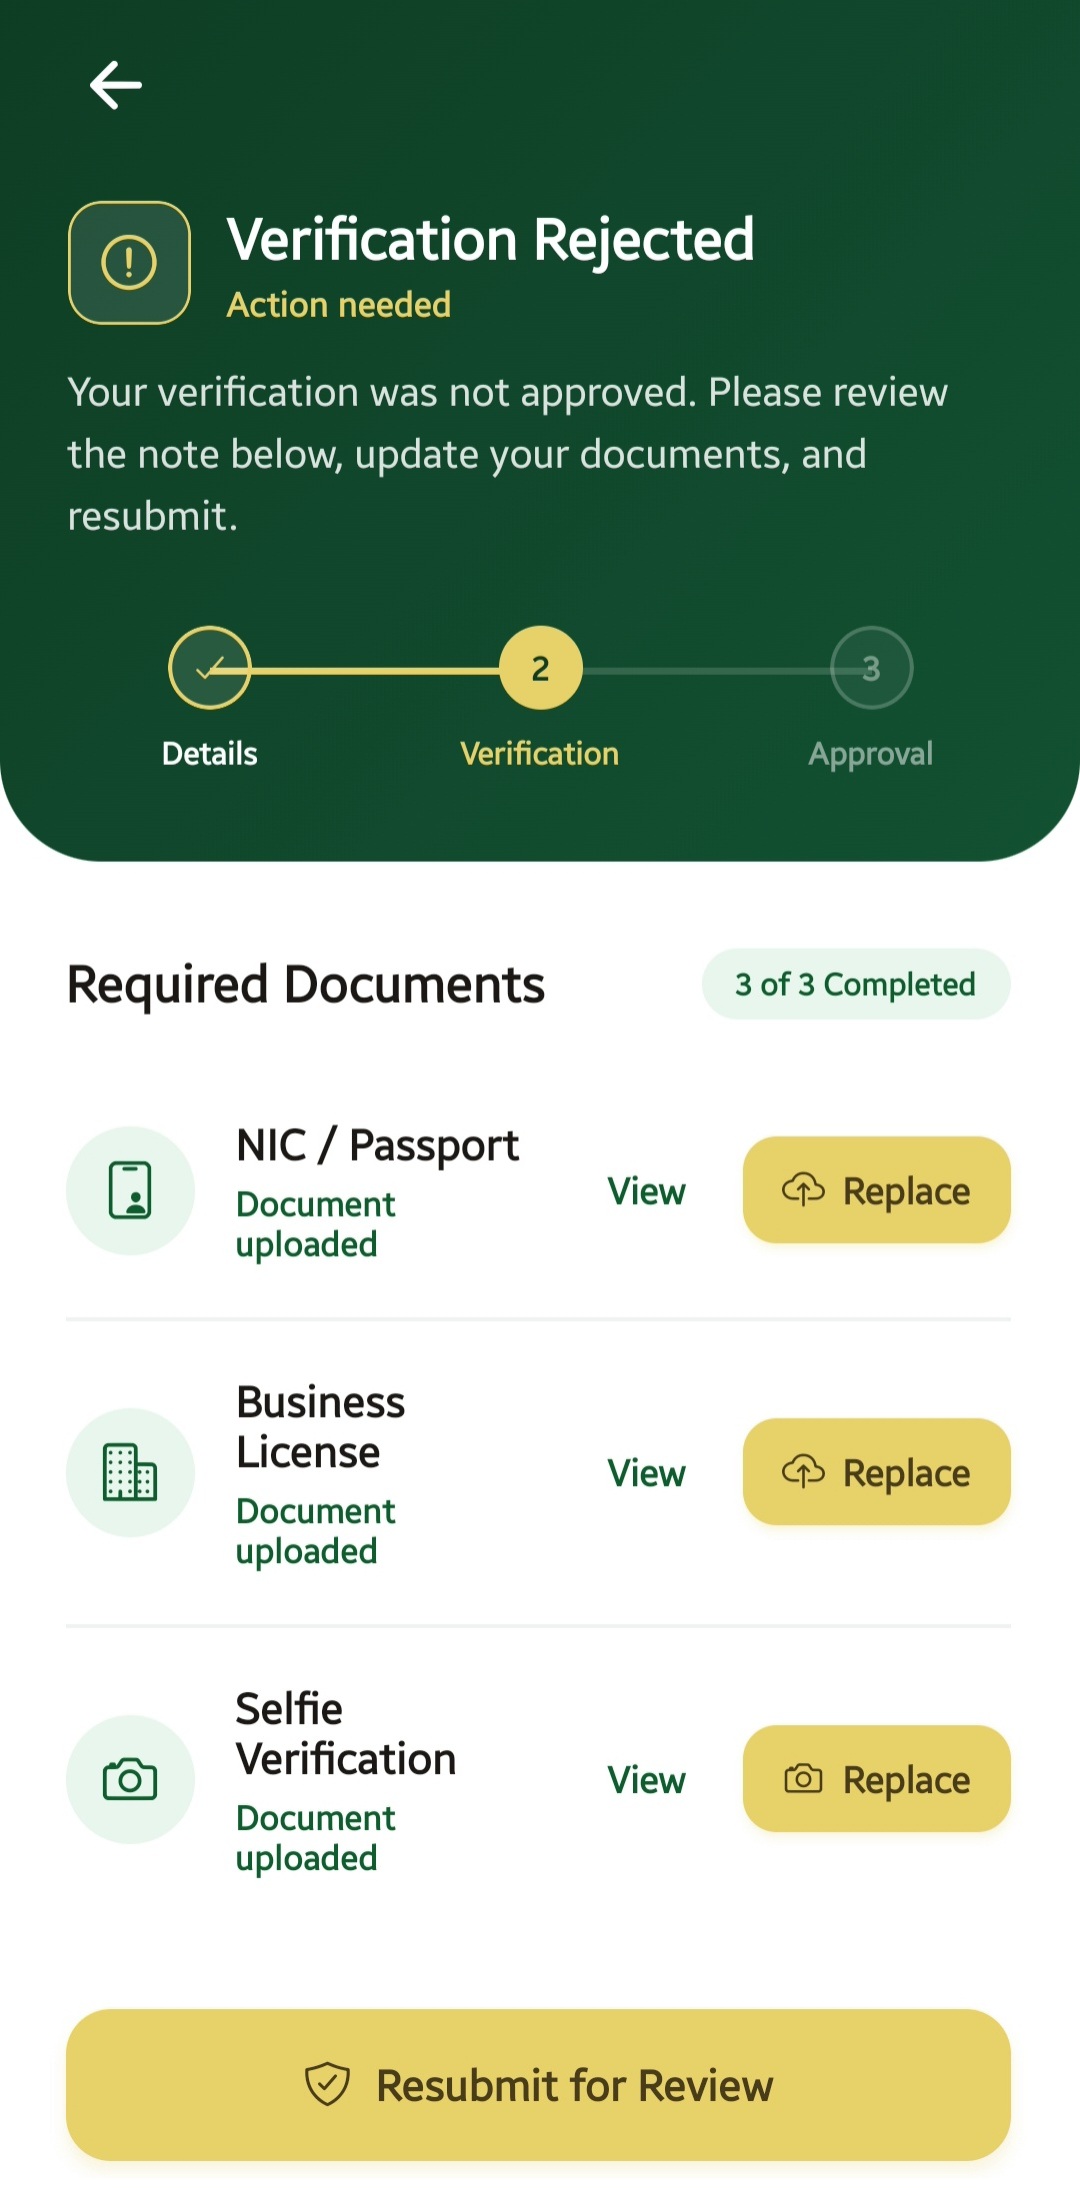 Verification Rejected
Action needed
Your verification was not approved. Please review
the note below, update your documents, and
resubmit.
2
3
Details
Verification
Approval
Required Documents
3 of 3 Completed
NIC / Passport
Document
uploaded
View
Replace
Business
License
Document
uploaded
View
Replace
Selfie
Verification
Document
uploaded
View
Replace
Resubmit for Review